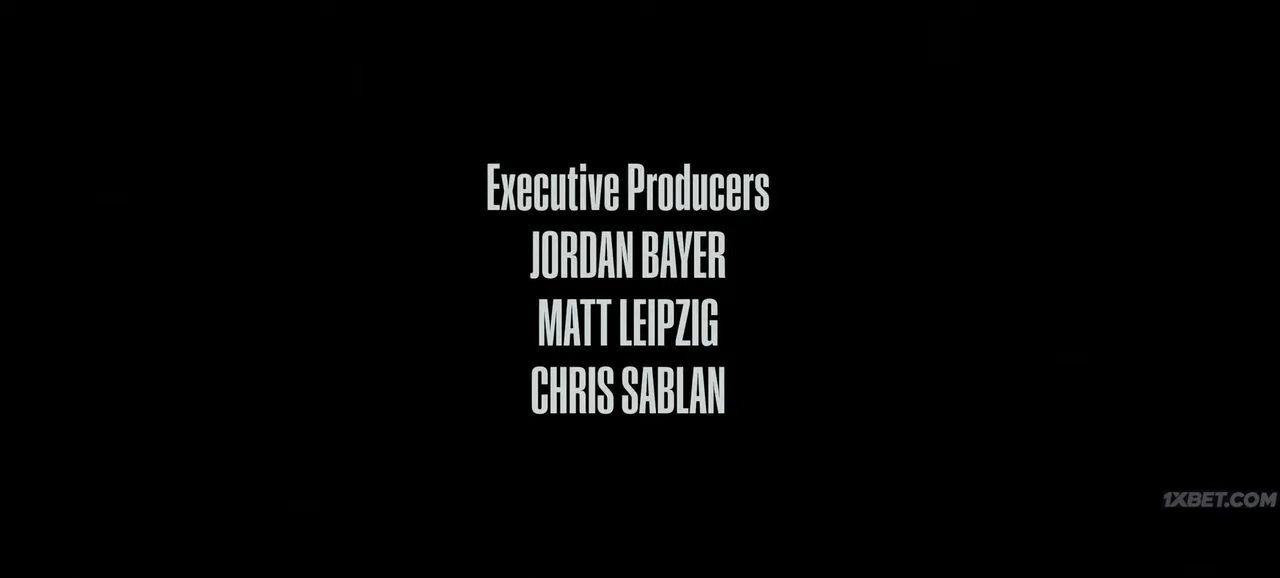 Executive Producers
JORDAN BAYER
MATT LEIPZIG
CHRIS SABLAN
1XBET.COM